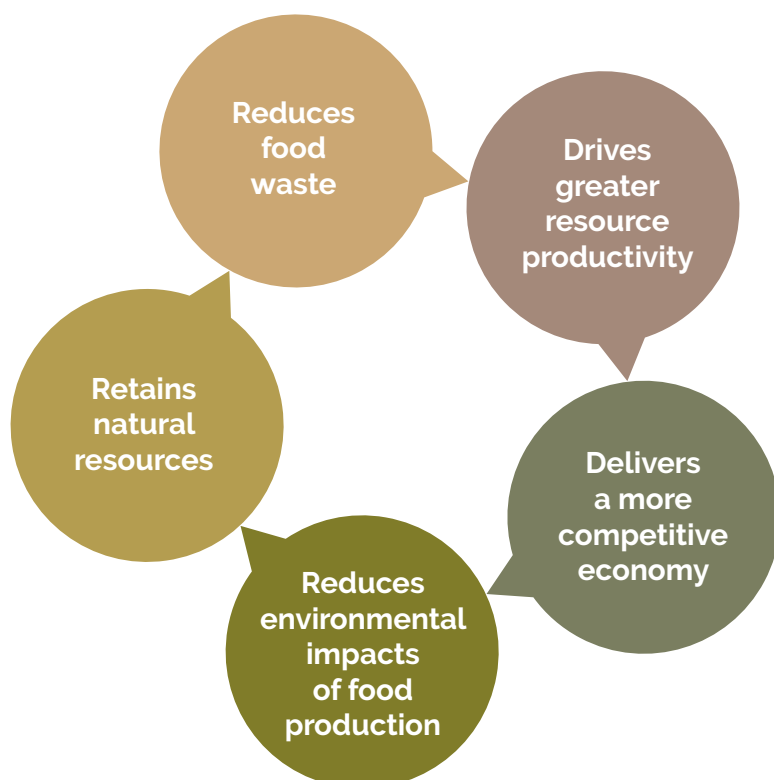 Reduces
food
waste
Drives
greater
resource
productivity
Delivers
a more
competitive
economy
Reduces
environmental
impacts
of food
production
Retains
natural
resources